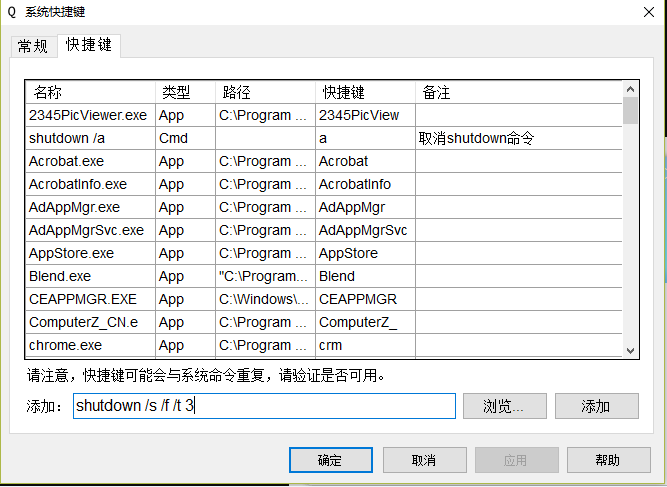 Q 系统快捷键
常规 快捷键
名称 类型 路径 快捷键 备注
2345PicViewer.exe App C:\Program ... 2345PicView
shutdown /a Cmd a 取消shutdown命令
Acrobat.exe App C:\Program ... Acrobat
AcrobatInfo.exe App C:\Program ... AcrobatInfo
AdAppMgr.exe App C:\Program ... AdAppMgr
AdAppMgrSvc.exe App C:\Program ... AdAppMgrSvc
AppStore.exe App C:\Program ... AppStore
Blend.exe App "C:\Program... Blend
CEAPPMGR.EXE App C:\Windows\... CEAPPMGR
ComputerZ_CN.e App C:\Program ... ComputerZ_
chrome.exe App C:\Program ... crm
请注意，快捷键可能会与系统命令重复，请验证是否可用。
添加： shutdown /s /f /t 3 浏览... 添加
确定 取消 应用 帮助